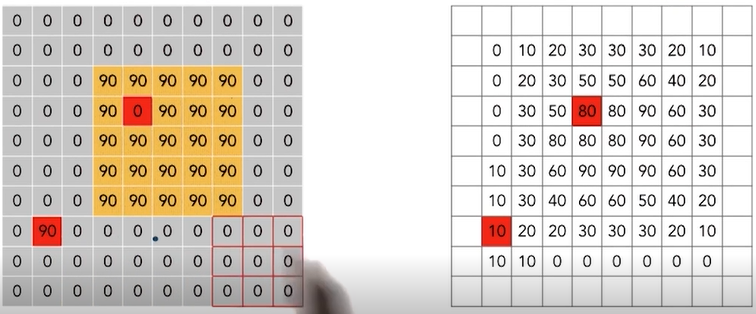 0 0 0 0 0 0 0 0 0 0
0 0 0 0 0 0 0 0 0 0 0 10 20 30 30 30 20 10
0 0 0 90 90 90 90 90 0 0 0 20 30 50 50 60 40 20
0 0 0 90 0 90 90 90 0 0 0 30 50 80 80 90 60 30
0 0 0 90 90 90 90 90 0 0 0 30 80 80 80 90 60 30
0 0 0 90 90 90 90 90 0 0 10 30 60 90 90 90 60 30
0 0 0 90 90 90 90 90 0 0 10 30 40 60 60 50 40 20
0 90 0 0 0 0 0 0 0 0 10 20 20 30 30 30 20 10
0 0 0 0 0 0 0 0 0 0 10 10 0 0 0 0 0 0
0 0 0 0 0 0 0 0 0 0